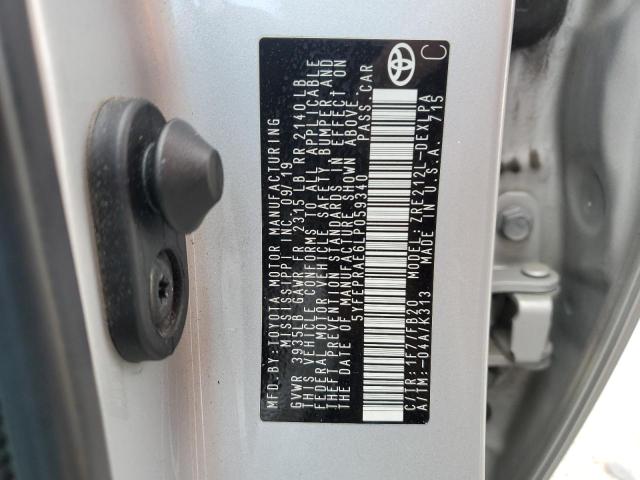 MFD. BY: TOYOTA MOTOR MANUFACTURING
MISSISSIPPI INC. 09/19
GVWR 3935LB GAWR FR 2315 LB RR 2140 LB
THIS VEHICLE CONFORMS TO ALL APPLICABLE
FEDERAL MOTOR VEHICLE SAFETY, BUMPER AND
THEFT PREVENTION STANDARDS IN EFFECT ON
THE DATE OF MANUFACTURE SHOWN ABOVE.
5YFEPRAE6LP059340 PASS. CAR
C/TR: 1F7/FB20 MODEL: ZRE212L-DEXLPA
A/TM: -04A/K313 MADE IN U.S.A. 715
C